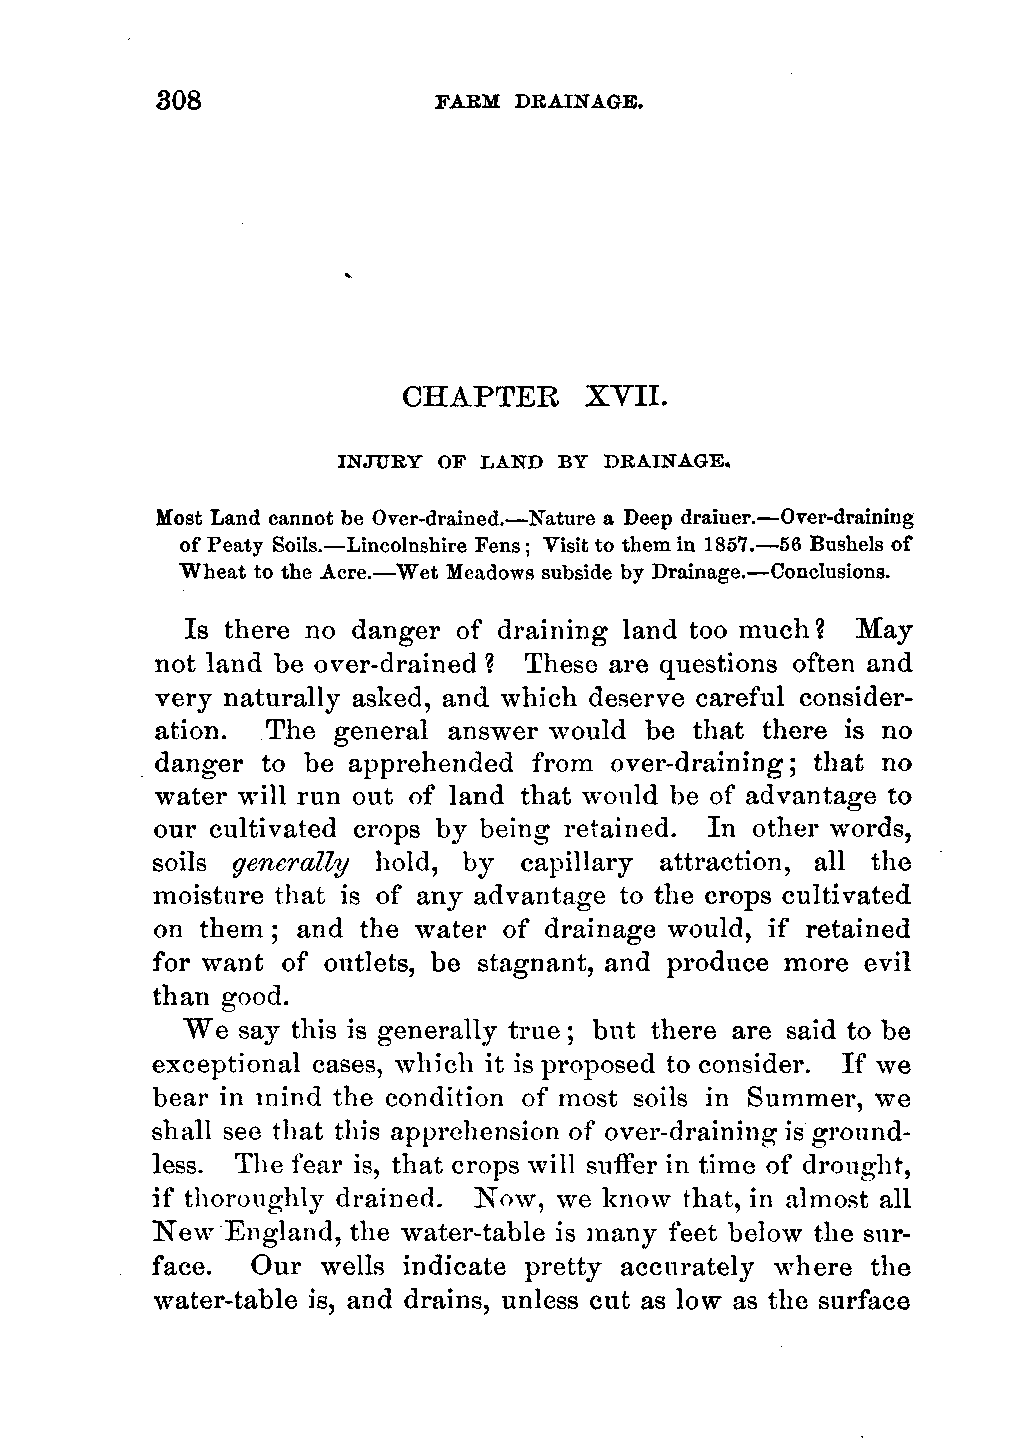 308 FARM DRAINAGE.
CHAPTER XVII.
INJURY OF LAND BY DRAINAGE.
Most Land cannot be Over-drained.—Nature a Deep drainer.—Over-draining
of Peaty Soils.—Lincolnshire Fens; Visit to them in 1857.—56 Bushels of
Wheat to the Acre.—Wet Meadows subside by Drainage.—Conclusions.
Is there no danger of draining land too much? May
not land be over-drained? These are questions often and
very naturally asked, and which deserve careful consider-
ation. The general answer would be that there is no
danger to be apprehended from over-draining; that no
water will run out of land that would be of advantage to
our cultivated crops by being retained. In other words,
soils generally hold, by capillary attraction, all the
moisture that is of any advantage to the crops cultivated
on them; and the water of drainage would, if retained
for want of outlets, be stagnant, and produce more evil
than good.
We say this is generally true; but there are said to be
exceptional cases, which it is proposed to consider. If we
bear in mind the condition of most soils in Summer, we
shall see that this apprehension of over-draining is ground-
less. The fear is, that crops will suffer in time of drought,
if thoroughly drained. Now, we know that, in almost all
New England, the water-table is many feet below the sur-
face. Our wells indicate pretty accurately where the
water-table is, and drains, unless cut as low as the surface